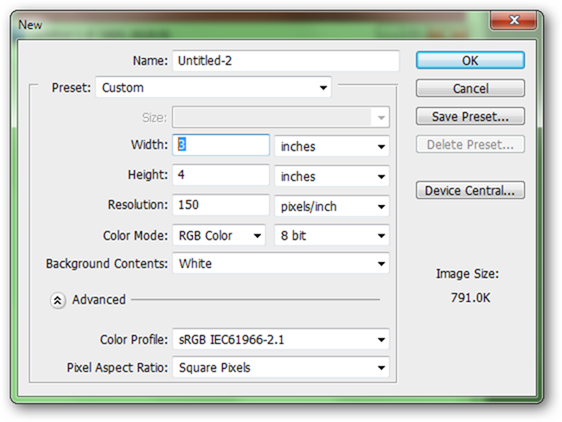 New
Name: Untitled-2
OK
Preset: Custom
Cancel
Size:
Save Preset...
Width: 3 inches
Delete Preset...
Height: 4 inches
Device Central...
Resolution: 150 pixels/inch
Color Mode: RGB Color 8 bit
Background Contents: White
Image Size:
791.0K
Advanced
Color Profile: sRGB IEC61966-2.1
Pixel Aspect Ratio: Square Pixels